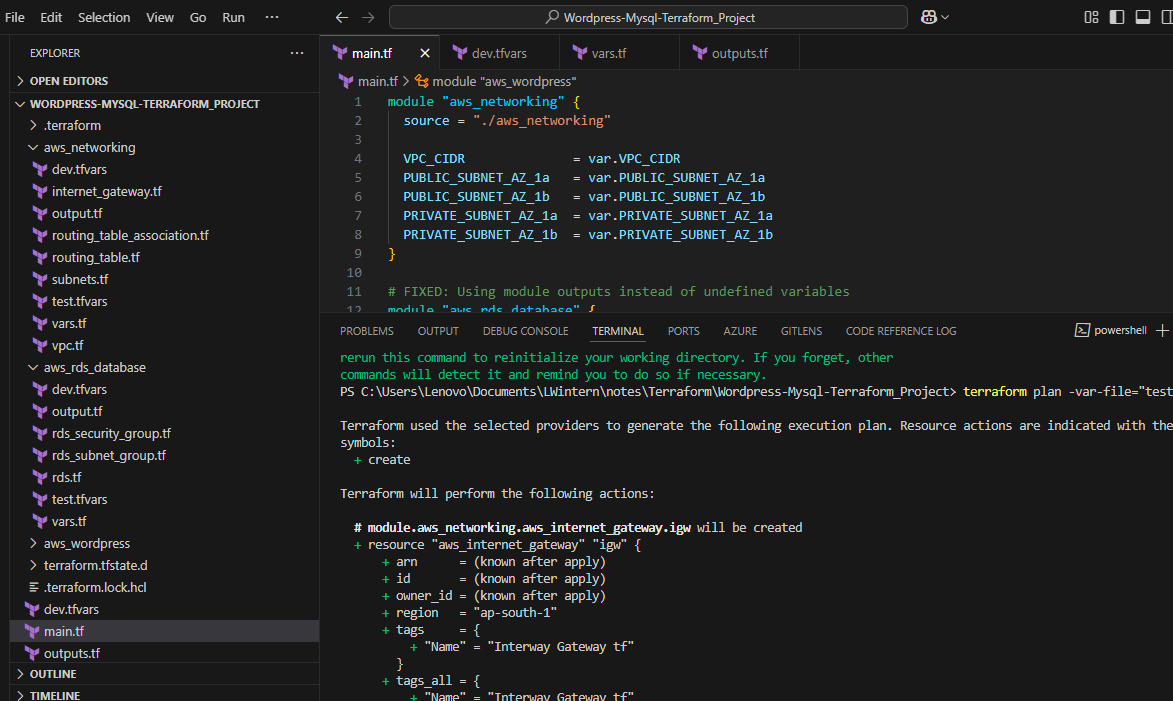 File Edit Selection View Go Run ···
Wordpress-Mysql-Terraform_Project
EXPLORER ···
OPEN EDITORS
WORDPRESS-MYSQL-TERRAFORM_PROJECT
.terraform
aws_networking
dev.tfvars
internet_gateway.tf
output.tf
routing_table_association.tf
routing_table.tf
subnets.tf
test.tfvars
vars.tf
vpc.tf
aws_rds_database
dev.tfvars
output.tf
rds_security_group.tf
rds_subnet_group.tf
rds.tf
test.tfvars
vars.tf
aws_wordpress
terraform.tfstate.d
.terraform.lock.hcl
dev.tfvars
main.tf
outputs.tf
OUTLINE
TIMELINE
main.tf dev.tfvars vars.tf outputs.tf
main.tf > module "aws_wordpress"
1 module "aws_networking" {
2 source = "./aws_networking"
3
4 VPC_CIDR = var.VPC_CIDR
5 PUBLIC_SUBNET_AZ_1a = var.PUBLIC_SUBNET_AZ_1a
6 PUBLIC_SUBNET_AZ_1b = var.PUBLIC_SUBNET_AZ_1b
7 PRIVATE_SUBNET_AZ_1a = var.PRIVATE_SUBNET_AZ_1a
8 PRIVATE_SUBNET_AZ_1b = var.PRIVATE_SUBNET_AZ_1b
9 }
10
11 # FIXED: Using module outputs instead of undefined variables
12 module "aws_rds_database" {
PROBLEMS OUTPUT DEBUG CONSOLE TERMINAL PORTS AZURE GITLENS CODE REFERENCE LOG powershell
rerun this command to reinitialize your working directory. If you forget, other
commands will detect it and remind you to do so if necessary.
PS C:\Users\Lenovo\Documents\LWintern\notes\Terraform\Wordpress-Mysql-Terraform_Project> terraform plan -var-file="test
Terraform used the selected providers to generate the following execution plan. Resource actions are indicated with the
symbols:
+ create
Terraform will perform the following actions:
# module.aws_networking.aws_internet_gateway.igw will be created
+ resource "aws_internet_gateway" "igw" {
+ arn = (known after apply)
+ id = (known after apply)
+ owner_id = (known after apply)
+ region = "ap-south-1"
+ tags = {
+ "Name" = "Interway Gateway tf"
}
+ tags_all = {
+ "Name" = "Interway Gateway tf"